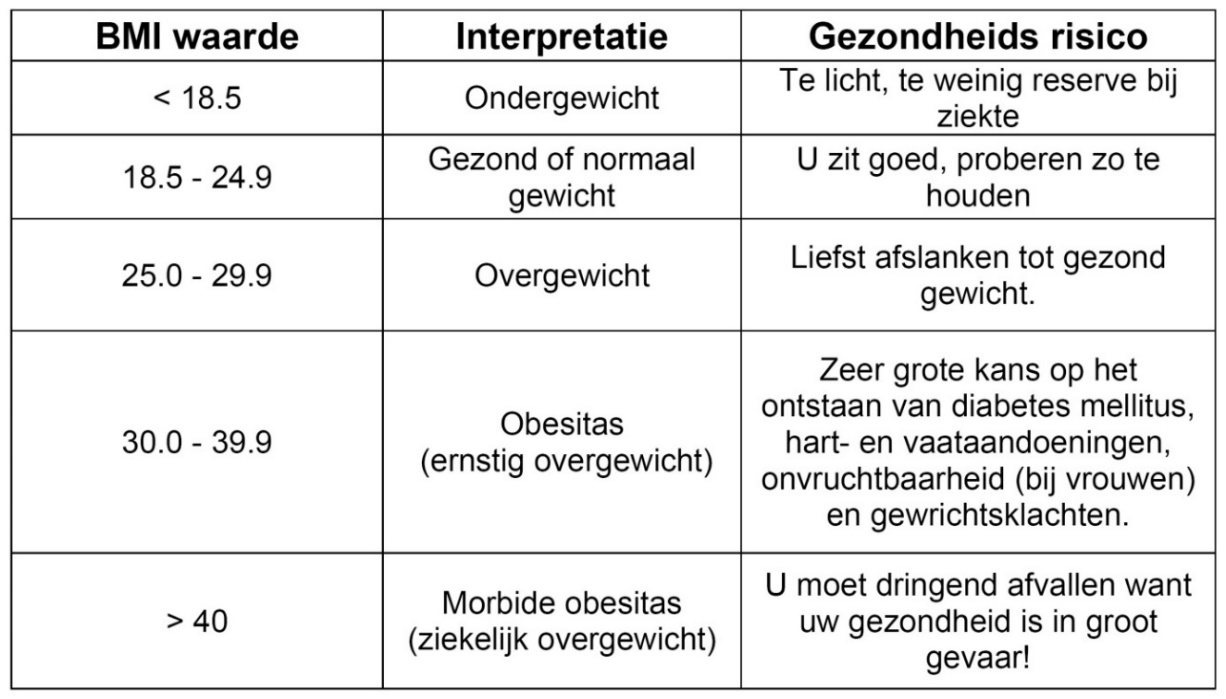 BMI waarde Interpretatie Gezondheids risico
< 18.5 Ondergewicht Te licht, te weinig reserve bij
ziekte
18.5 - 24.9 Gezond of normaal
gewicht U zit goed, proberen zo te
houden
25.0 - 29.9 Overgewicht Liefst afslanken tot gezond
gewicht.
30.0 - 39.9 Obesitas
(ernstig overgewicht) Zeer grote kans op het
ontstaan van diabetes mellitus,
hart- en vaataandoeningen,
onvruchtbaarheid (bij vrouwen)
en gewrichtsklachten.
> 40 Morbide obesitas
(ziekelijk overgewicht) U moet dringend afvallen want
uw gezondheid is in groot
gevaar!